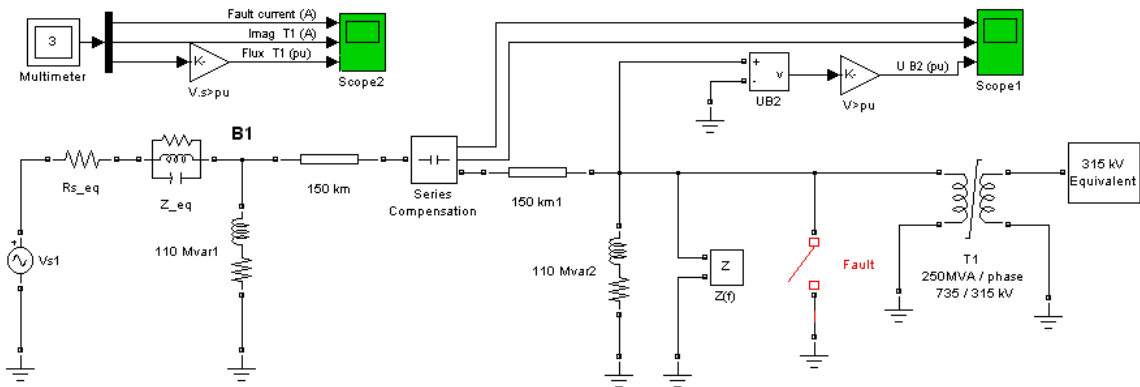 3
Multimeter
Fault current (A)
Imag T1 (A)
Flux T1 (pu)
K-
V.s>pu
Scope2
+
-
v
UB2
K-
V>pu
U B2 (pu)
Scope1
B1
Rs_eq
Z_eq
150 km
Series
Compensation
150 km1
315 kV
Equivalent
+
Vs1
110 Mvar1
110 Mvar2
Z
Z(f)
Fault
T1
250MVA / phase
735 / 315 kV